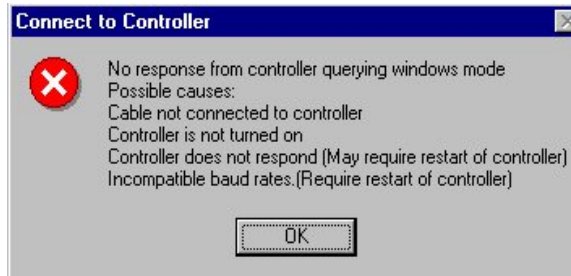 Connect to Controller
No response from controller querying windows mode
Possible causes:
Cable not connected to controller
Controller is not turned on
Controller does not respond (May require restart of controller)
Incompatible baud rates.(Require restart of controller)
OK